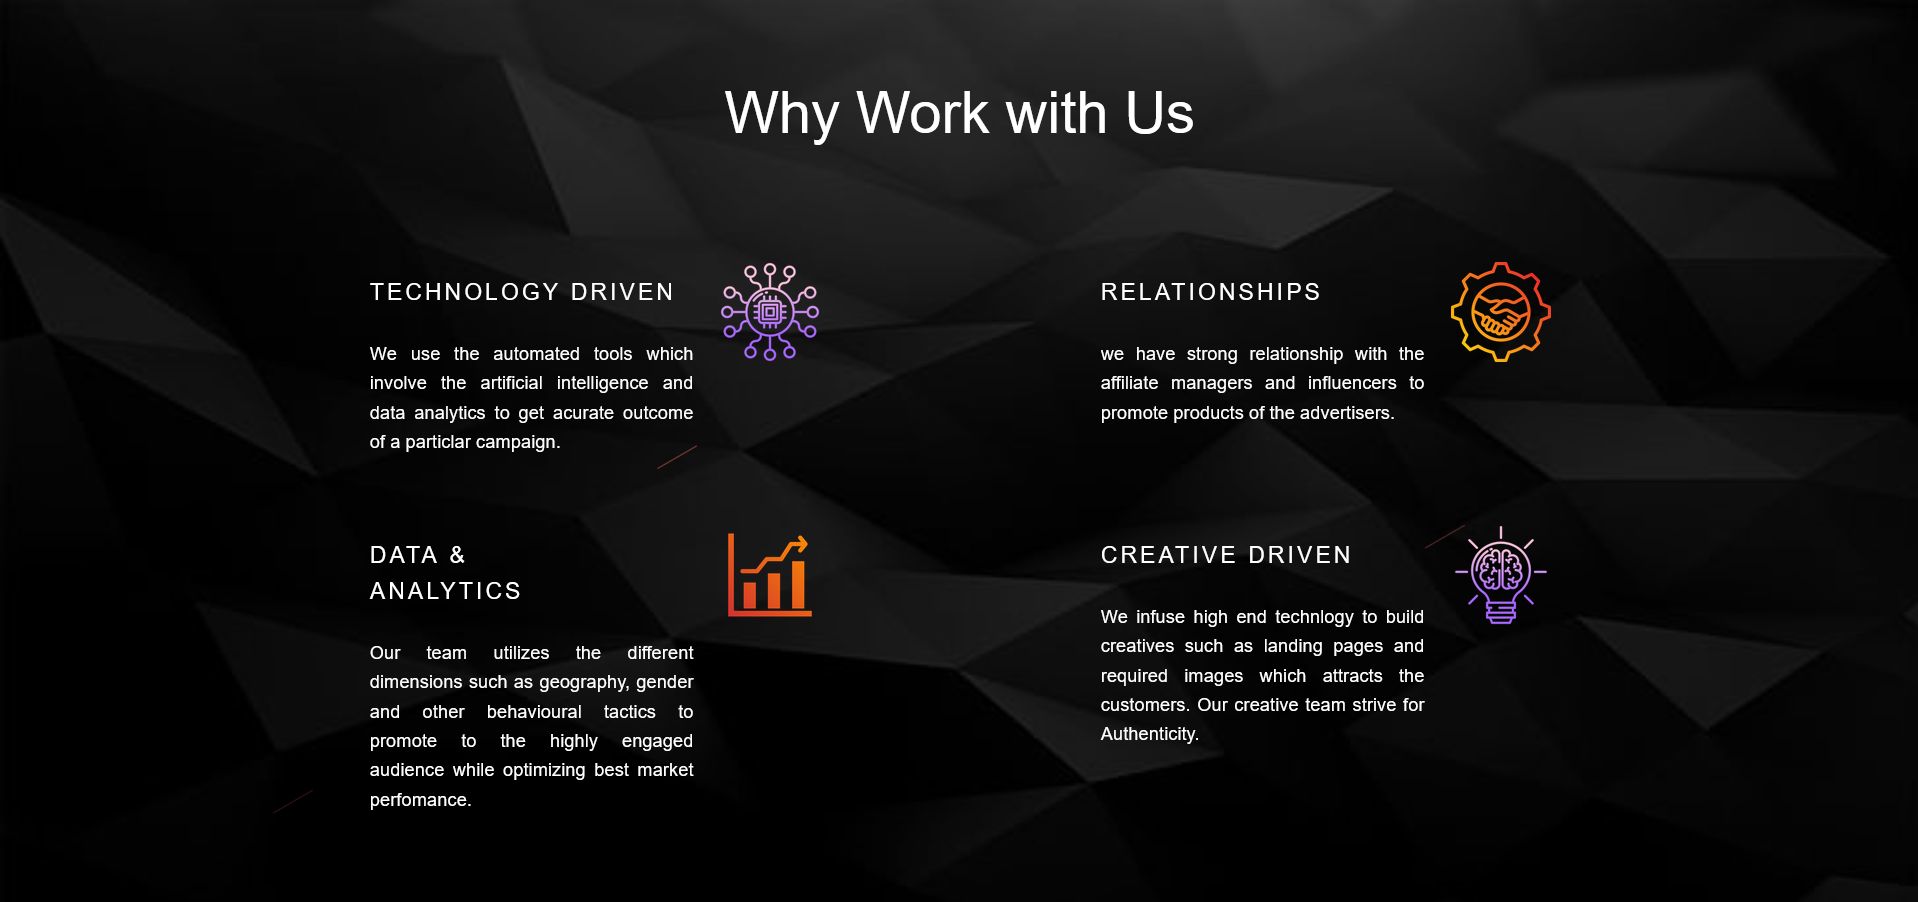 Why Work with Us
TECHNOLOGY DRIVEN
We use the automated tools which
involve the artificial intelligence and
data analytics to get acurate outcome
of a particlar campaign.
RELATIONSHIPS
we have strong relationship with the
affiliate managers and influencers to
promote products of the advertisers.
DATA &
ANALYTICS
Our team utilizes the different
dimensions such as geography, gender
and other behavioural tactics to
promote to the highly engaged
audience while optimizing best market
perfomance.
CREATIVE DRIVEN
We infuse high end technlogy to build
creatives such as landing pages and
required images which attracts the
customers. Our creative team strive for
Authenticity.